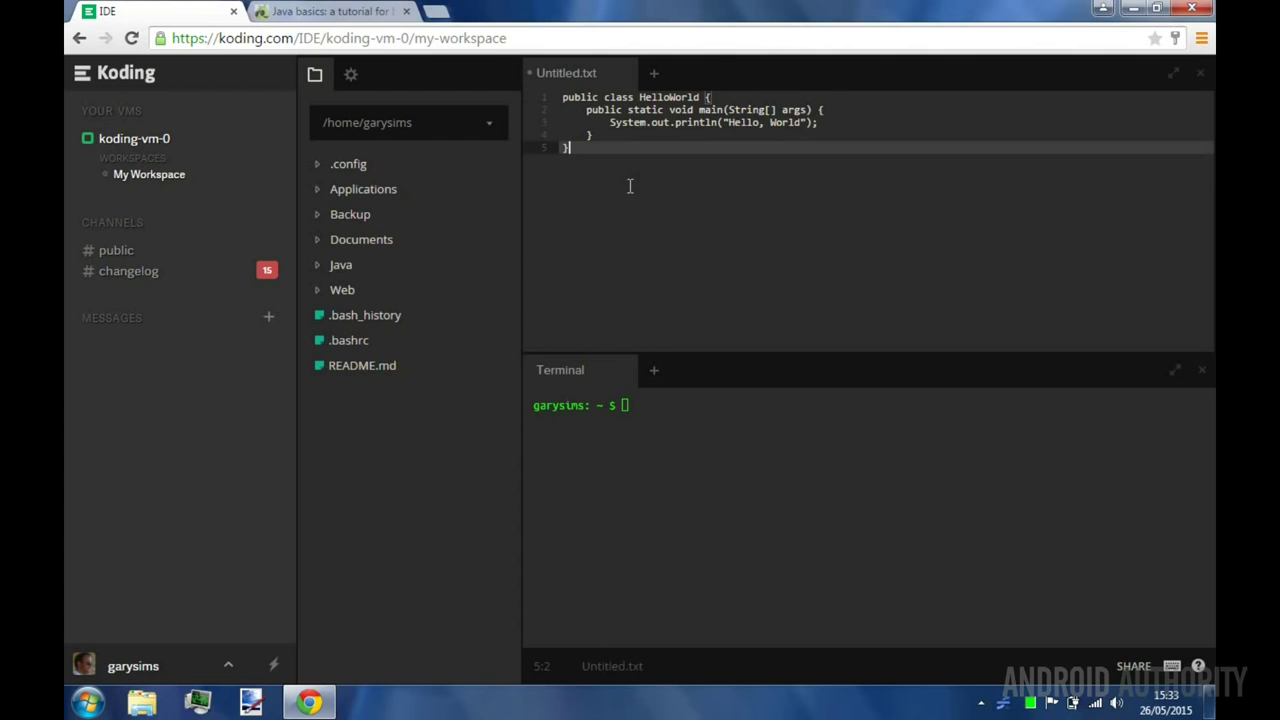 IDE
Java basics: a tutorial for
https://koding.com/IDE/koding-vm-0/my-workspace
Koding
YOUR VMS
koding-vm-0
WORKSPACES
My Workspace
CHANNELS
# public
# changelog
15
MESSAGES
garysims
/home/garysims
.config
Applications
Backup
Documents
Java
Web
.bash_history
.bashrc
README.md
Untitled.txt
1 public class HelloWorld {
2 public static void main(String[] args) {
3 System.out.println("Hello, World");
4 }
5 }
Terminal
garysims: ~ $
5:2 Untitled.txt
SHARE
ANDROID AUTHORITY
15:33
26/05/2015